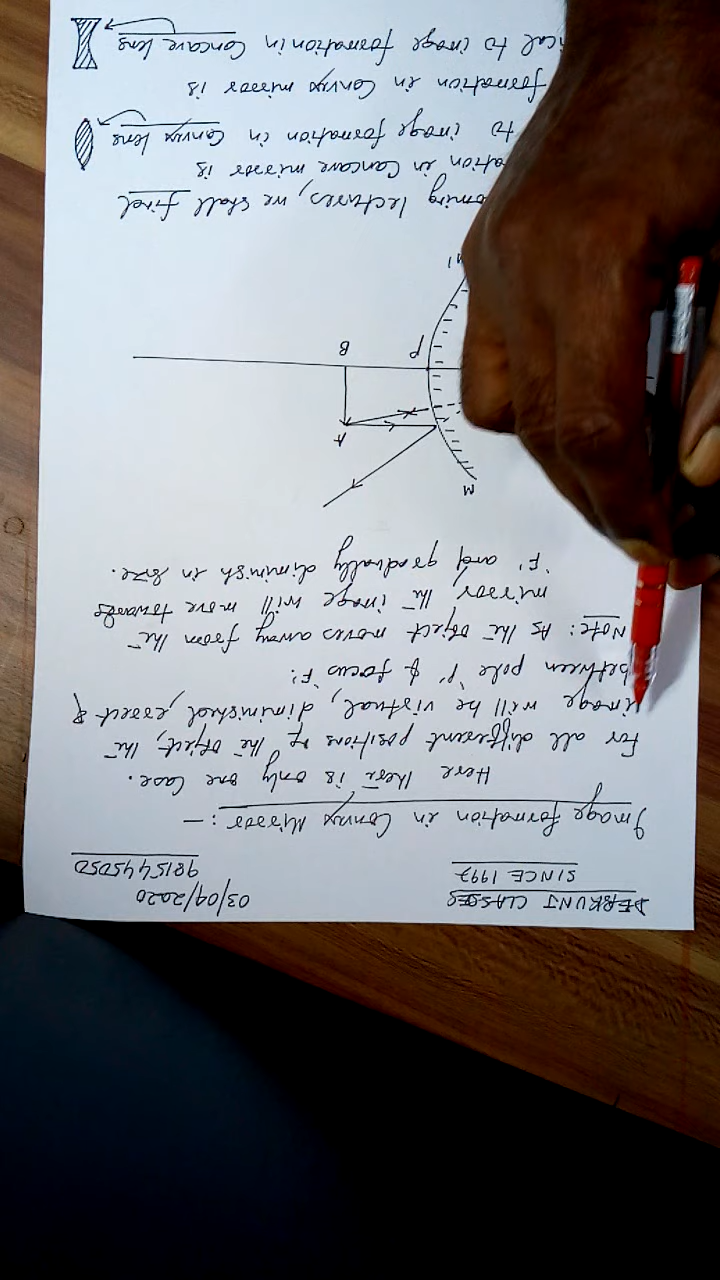 DERKUNT CLASSES 03/04/2020
SINCE 1997 9815445050
Image formation in Convex Mirror :-
Here there is only one case.
For all different positions of the object, the
image will be virtual, diminished, erect &
between pole 'P' & focus 'F'.
Note: As the object moves away from the
mirror, the image will move towards
'F' and gradually diminish in size.
M
A
P B
M'
oming lectures, we shall find
ation in Concave mirror is
to image formation in Convex lens
formation in Convex mirror is
ical to image formation in Concave lens